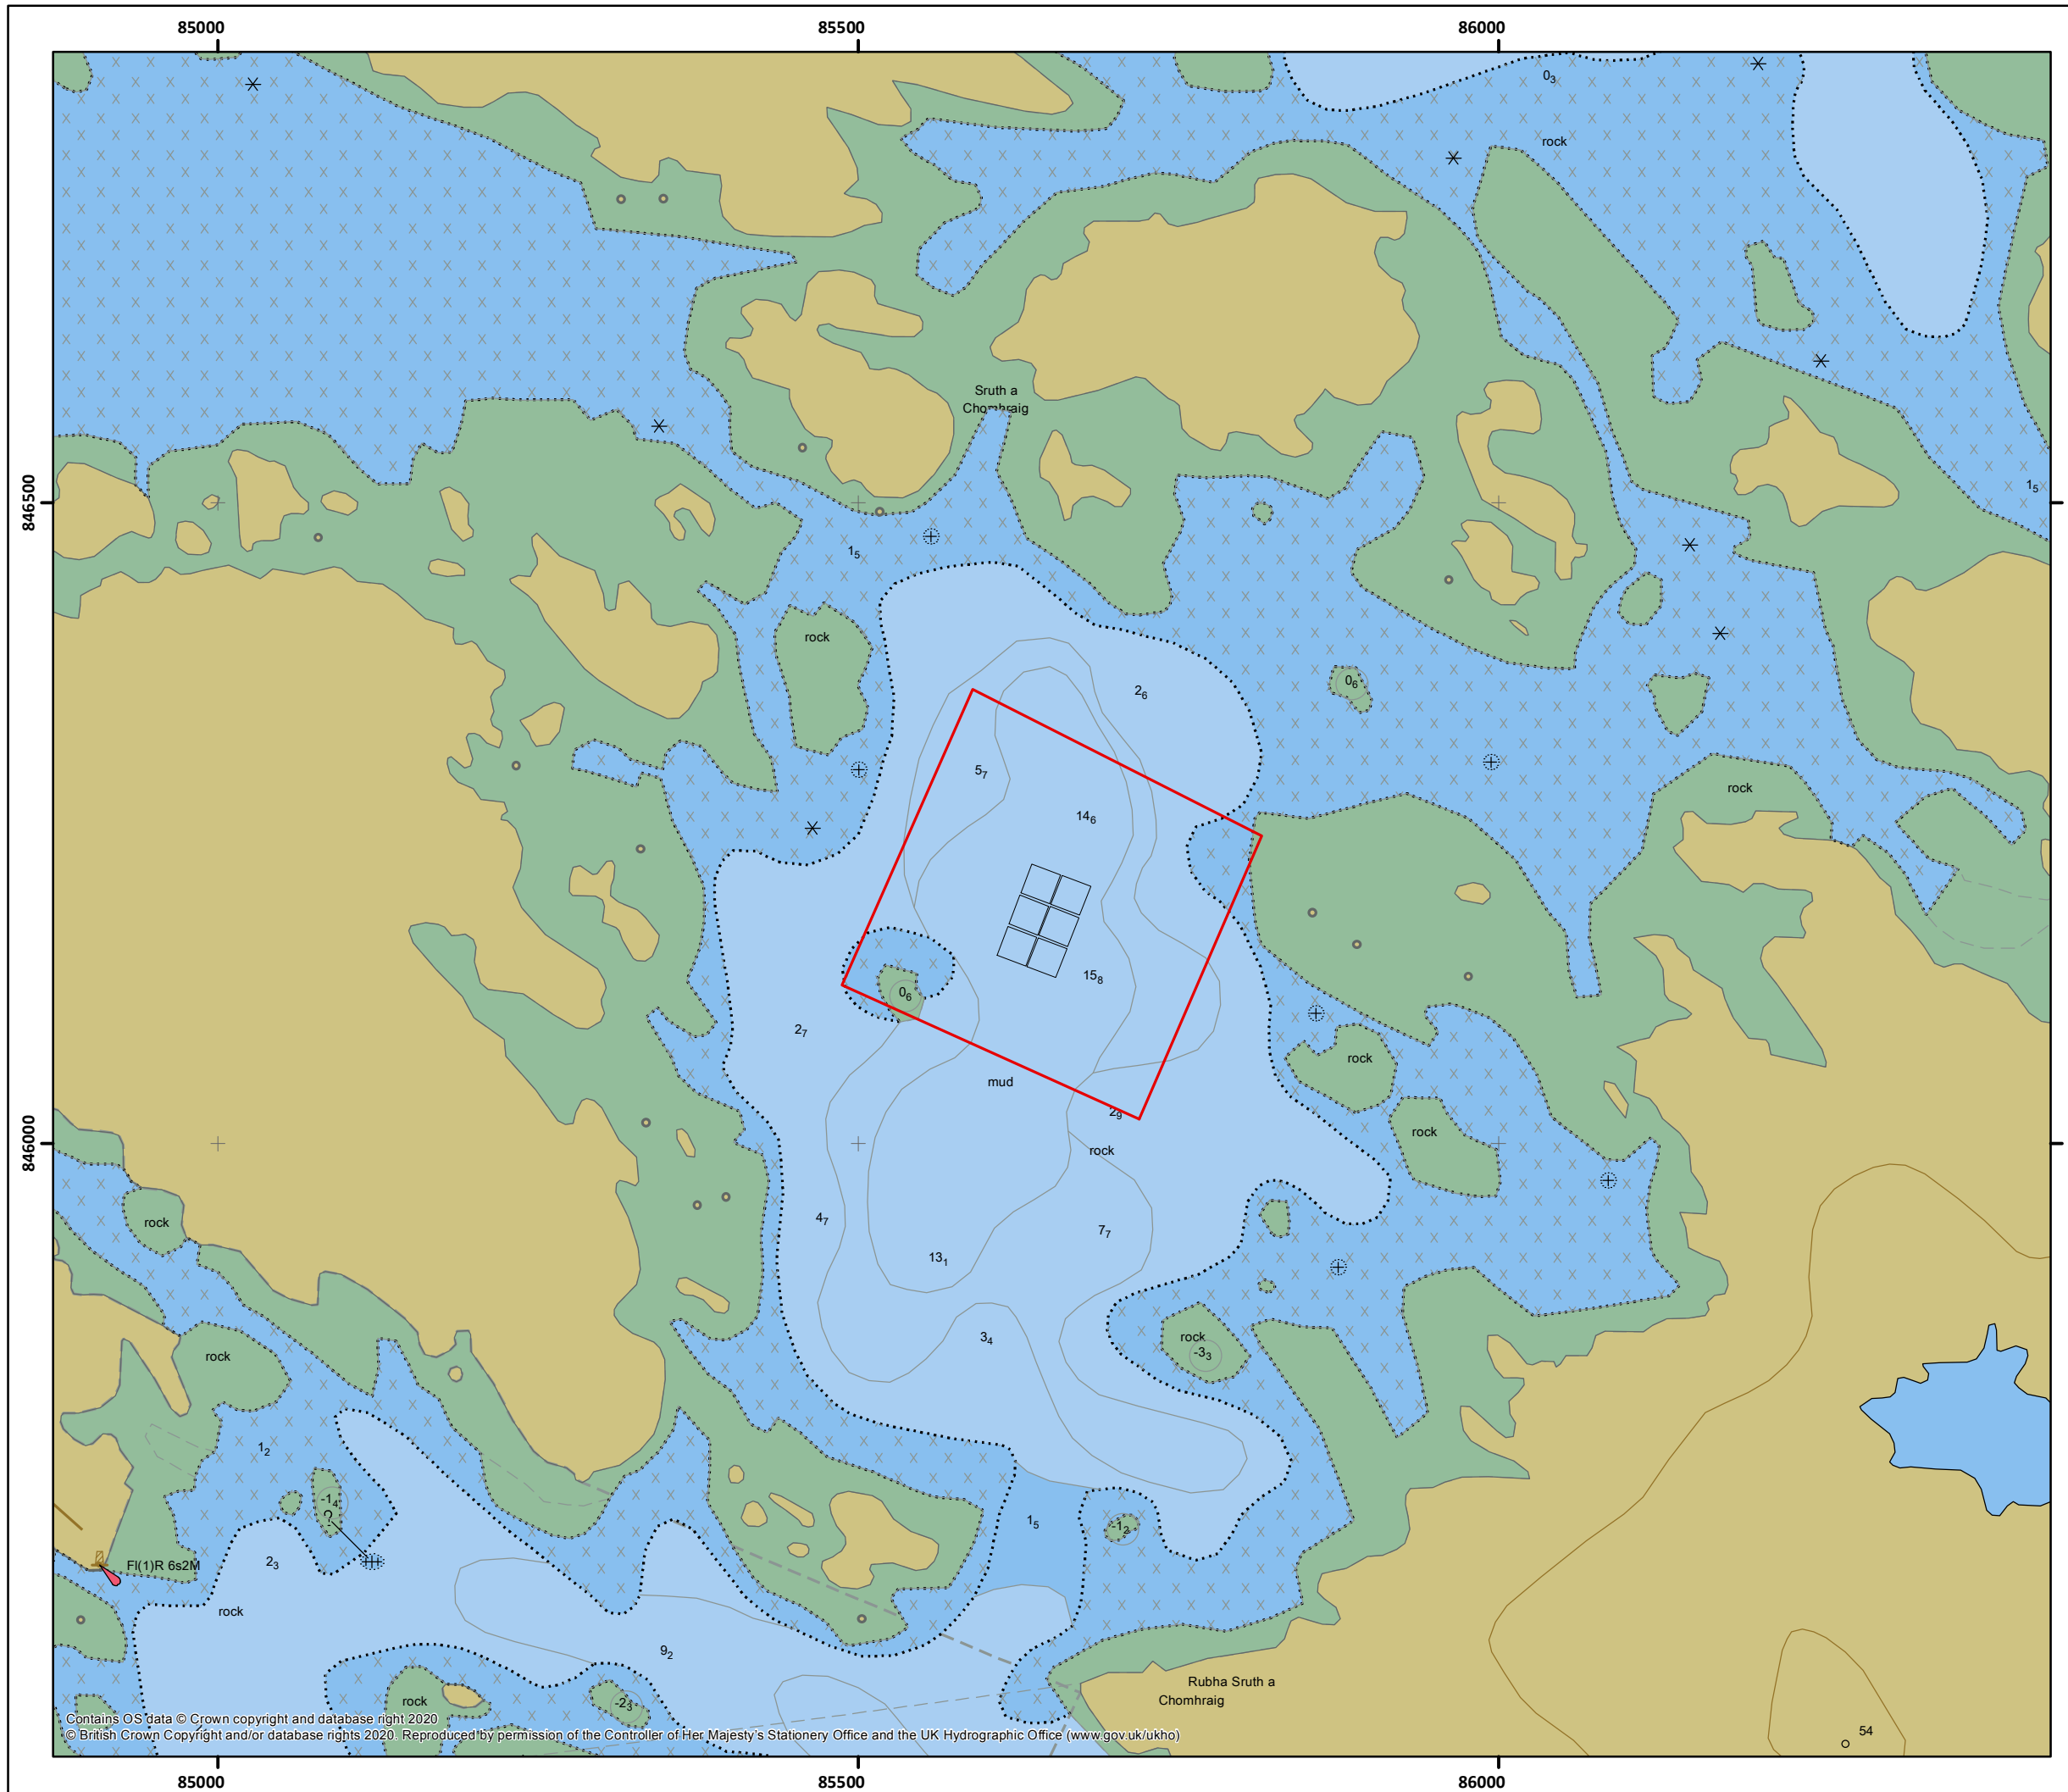 85000
85500
86000
0₃
rock
Sruth a
Chomhraig
846500
1₅
1₅
rock
0₆
2₆
5₇
rock
14₆
15₈
0₆
2₇
rock
mud
2₉
rock
rock
846000
rock
4₇
7₇
13₁
3₄
rock
-3₃
rock
1₂
-1₄
?
1₅
-1₂
Fl(1)R 6s2M
2₃
rock
9₂
Rubha Sruth a
Chomhraig
rock
-2₃
54
Contains OS data © Crown copyright and database right 2020
© British Crown Copyright and/or database rights 2020. Reproduced by permission of the Controller of Her Majesty's Stationery Office and the UK Hydrographic Office (www.gov.uk/ukho)
85000
85500
86000